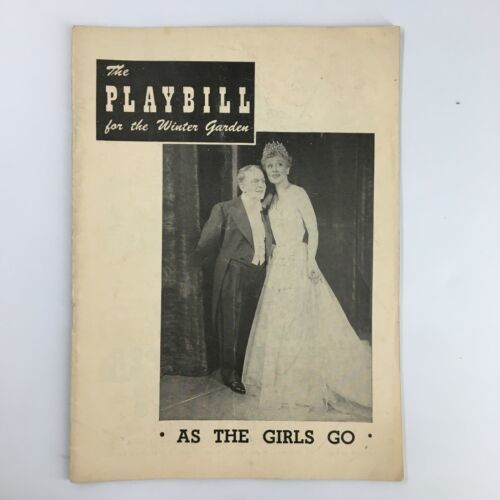 The
PLAYBILL
for the Winter Garden
• AS THE GIRLS GO •